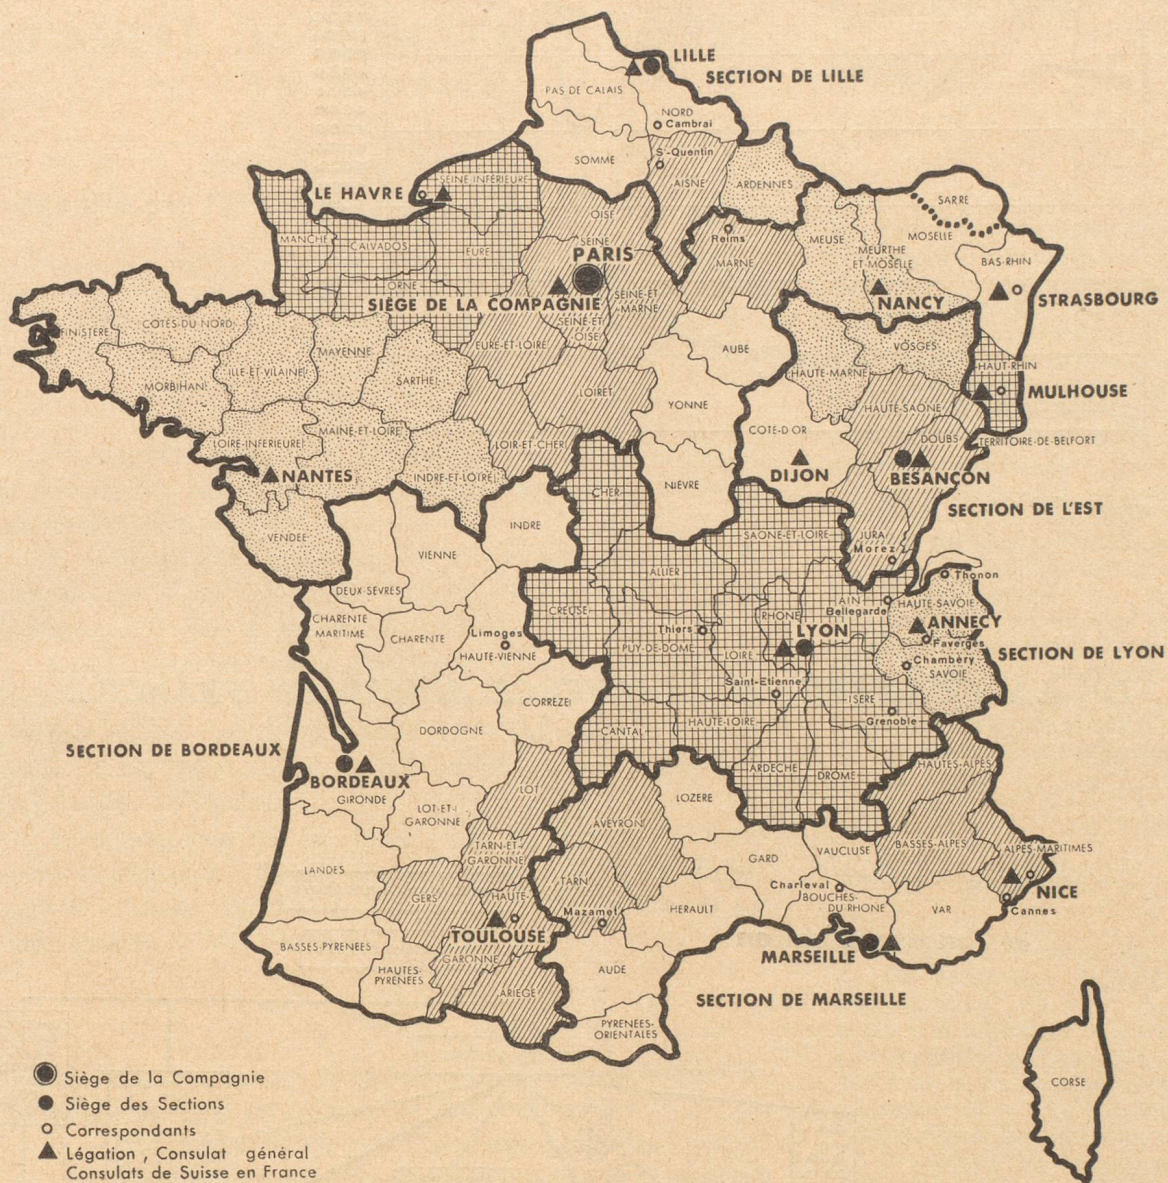 LILLE
SECTION DE LILLE
PAS DE CALAIS
NORD
Cambrai
SOMME
St-Quentin
AISNE
ARDENNES
LE HAVRE
SEINE-INFERIEURE
OISE
SARRE
MOSELLE
MANCHE
CALVADOS
EURE
SEINE
PARIS
Reims
MARNE
MEUSE
MEURTHE
ET MOSELLE
BAS-RHIN
ORNE
SIÈGE DE LA COMPAGNIE
SEINE-ET
MARNE
NANCY
STRASBOURG
SEINE-ET
OISE
FINISTERE
COTES-DU NORD
MAYENNE
EURE-ET-LOIRE
AUBE
VOSGES
MORBIHAN
ILLE-ET VILAINE
SARTHE
HAUTE-MARNE
HAUT-RHIN
LOIRET
YONNE
MULHOUSE
HAUTE-SAÔNE
LOIRE-INFERIEURE
MAINE-ET-LOIRE
LOIR-ET CHER
COTE-D'OR
DOUBS
TERRITOIRE-DE-BELFORT
NANTES
INDRE-ET-LOIRE
CHER
NIÈVRE
DIJON
BESANÇON
VENDEE
INDRE
SECTION DE L'EST
VIENNE
SAONE-ET-LOIRE
JURA
Morez
DEUX-SEVRES
ALLIER
Thonon
CREUSE
AIN
Bellegarde
HAUTE-SAVOIE
CHARENTE
MARITIME
CHARENTE
Limoges
HAUTE-VIENNE
Thiers
RHONE
LYON
ANNECY
PUY-DE-DOME
LOIRE
Faverges
SECTION DE LYON
Chambéry
SAVOIE
Saint-Etienne
CORREZE
ISERE
DORDOGNE
CANTAL
HAUTE-LOIRE
Grenoble
SECTION DE BORDEAUX
BORDEAUX
GIRONDE
ARDECHE
DROME
HAUTES-ALPES
LOT
LOZERE
LOT-ET-
GARONNE
AVEYRON
TARN-ET-
GARONNE
VAUCLUSE
BASSES-ALPES
ALPES-MARITIMES
GARD
LANDES
TARN
Charleval
GERS
HAUTE-
BOUCHES-
DU RHONE
NICE
Cannes
Mazamet
HERAULT
VAR
TOULOUSE
BASSES-PYRENEES
GARONNE
MARSEILLE
HAUTES-
PYRENEES
AUDE
ARIEGE
SECTION DE MARSEILLE
PYRENEES-
ORIENTALES
CORSE
Siège de la Compagnie
Siège des Sections
Correspondants
Légation , Consulat général
Consulats de Suisse en France